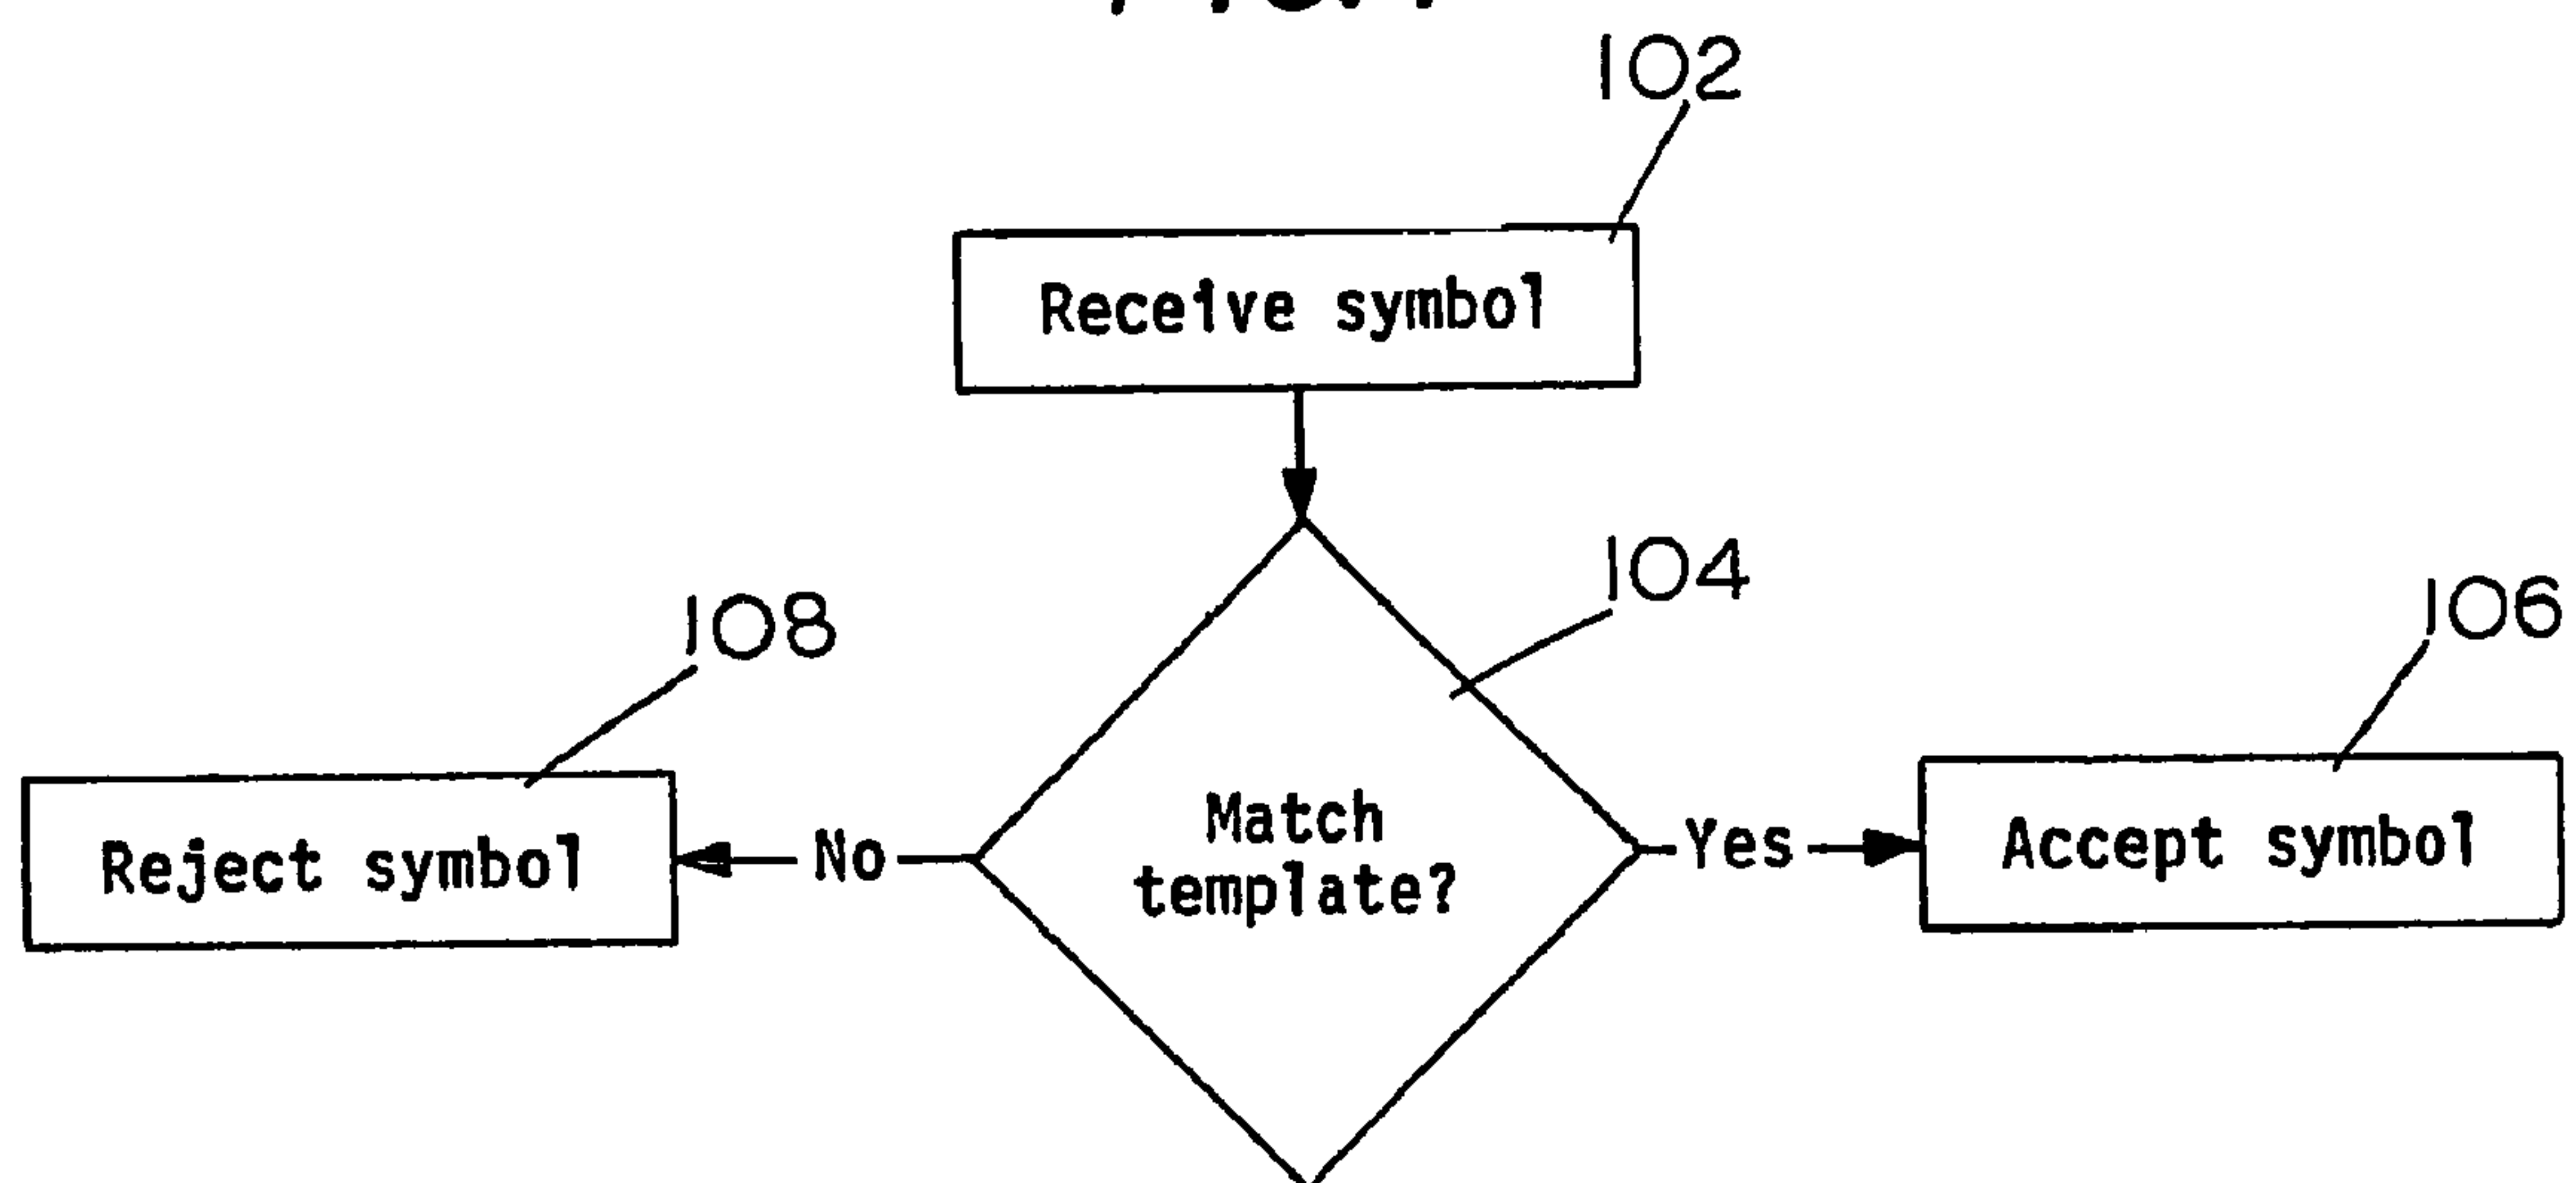 102
Receive symbol
104
106
108
Match
template?
No
Yes
Reject symbol
Accept symbol